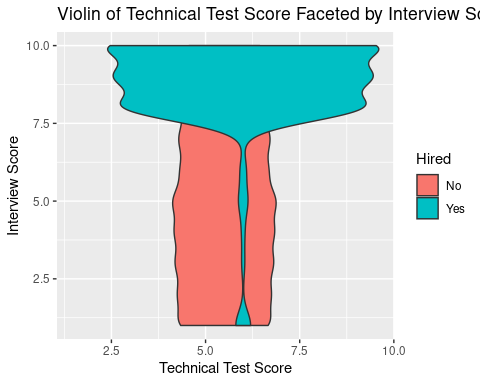 Violin of Technical Test Score Faceted by Interview Sc
10.0
7.5
5.0
2.5
Interview Score
2.5 5.0 7.5 10.0
Technical Test Score
Hired
No
Yes